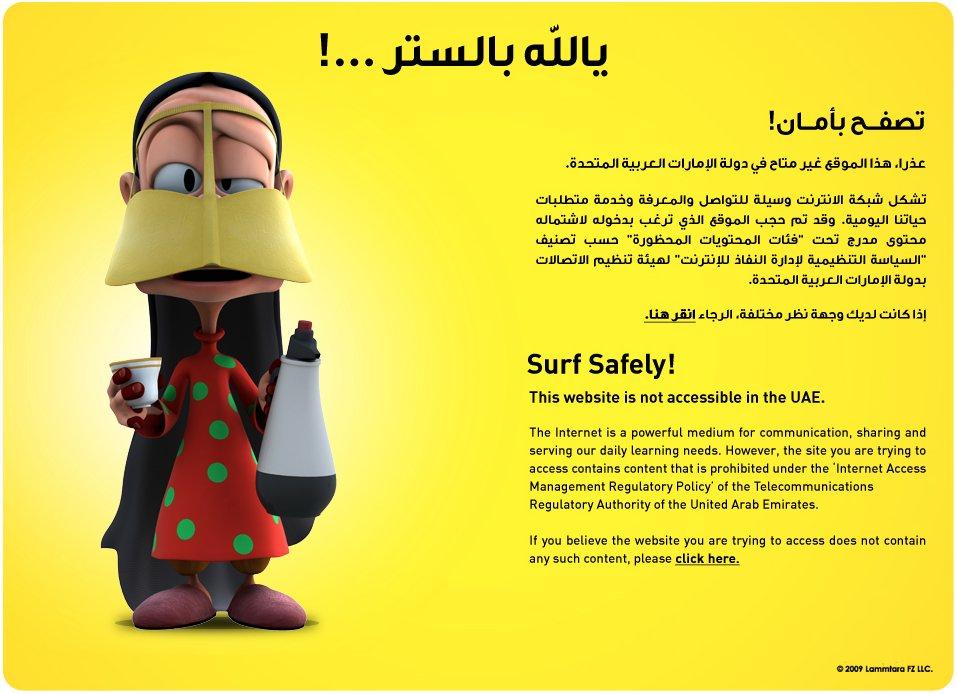 ياللّه بالستر ...!
تصفــح بأمــان!
عذرا، هذا الموقع غير متاح في دولة الإمارات العربية المتحدة.
تشكل شبكة الانترنت وسيلة للتواصل والمعرفة وخدمة متطلبات
حياتنا اليومية. وقد تم حجب الموقع الذي ترغب بدخوله لاشتماله
محتوى مدرج تحت "فئات المحتويات المحظورة" حسب تصنيف
"السياسة التنظيمية لإدارة النفاذ للإنترنت" لهيئة تنظيم الاتصالات
بدولة الإمارات العربية المتحدة.
إذا كانت لديك وجهة نظر مختلفة، الرجاء انقر هنا.
Surf Safely!
This website is not accessible in the UAE.
The Internet is a powerful medium for communication, sharing and
serving our daily learning needs. However, the site you are trying to
access contains content that is prohibited under the 'Internet Access
Management Regulatory Policy' of the Telecommunications
Regulatory Authority of the United Arab Emirates.
If you believe the website you are trying to access does not contain
any such content, please click here.
© 2009 Lammtara FZ LLC.